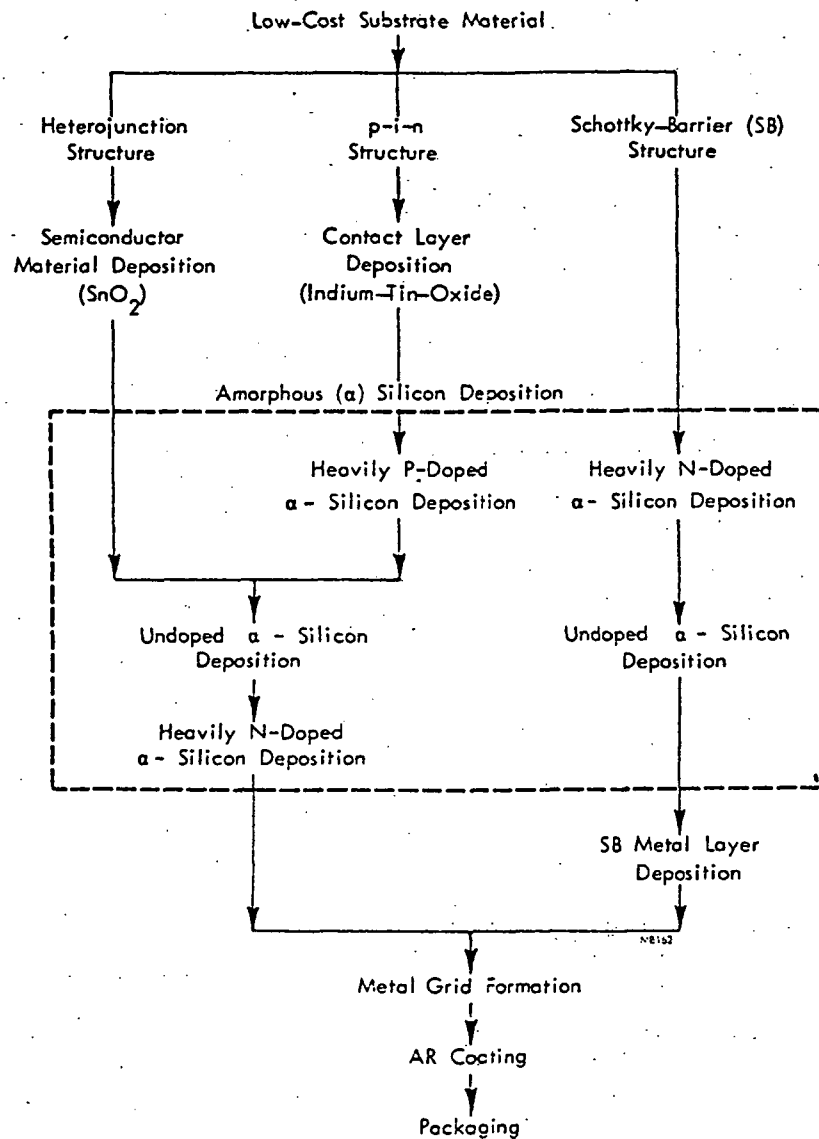 Low-Cost Substrate Material
Heterojunction
Structure
p-i-n
Structure
Schottky-Barrier (SB)
Structure
Semiconductor
Material Deposition
(SnO2)
Contact Layer
Deposition
(Indium-Tin-Oxide)
Amorphous (α) Silicon Deposition
Heavily P-Doped
α - Silicon Deposition
Heavily N-Doped
α - Silicon Deposition
Undoped α - Silicon
Deposition
Undoped α - Silicon
Deposition
Heavily N-Doped
α - Silicon Deposition
SB Metal Layer
Deposition
Metal Grid Formation
AR Coating
Packaging